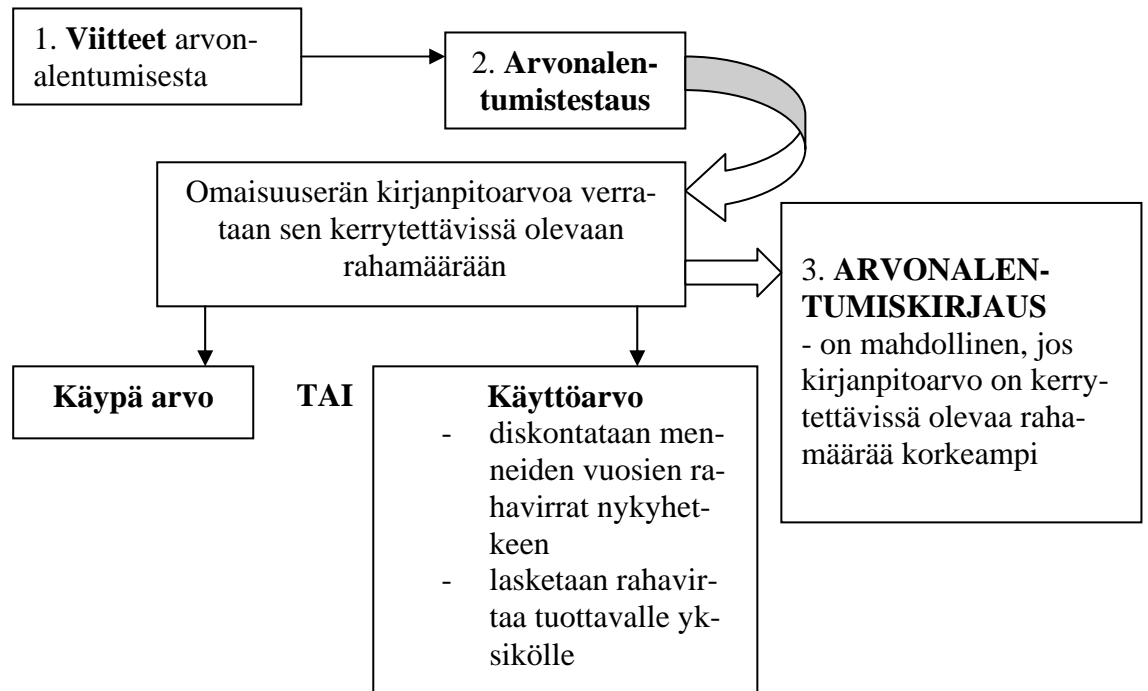 1. Viitteet arvon-
alentumisesta
2. Arvonalen-
tumistestaus
Omaisuuserän kirjanpitoarvoa verra-
taan sen kerrytettävissä olevaan
rahamäärään
3. ARVONALEN-
TUMISKIRJAUS
- on mahdollinen, jos
kirjanpitoarvo on kerry-
tettävissä olevaa raha-
määrää korkeampi
Käypä arvo
TAI
Käyttöarvo
- diskontataan men-
neiden vuosien ra-
havirrat nykyhet-
keen
- lasketaan rahavir-
taa tuottavalle yk-
sikölle